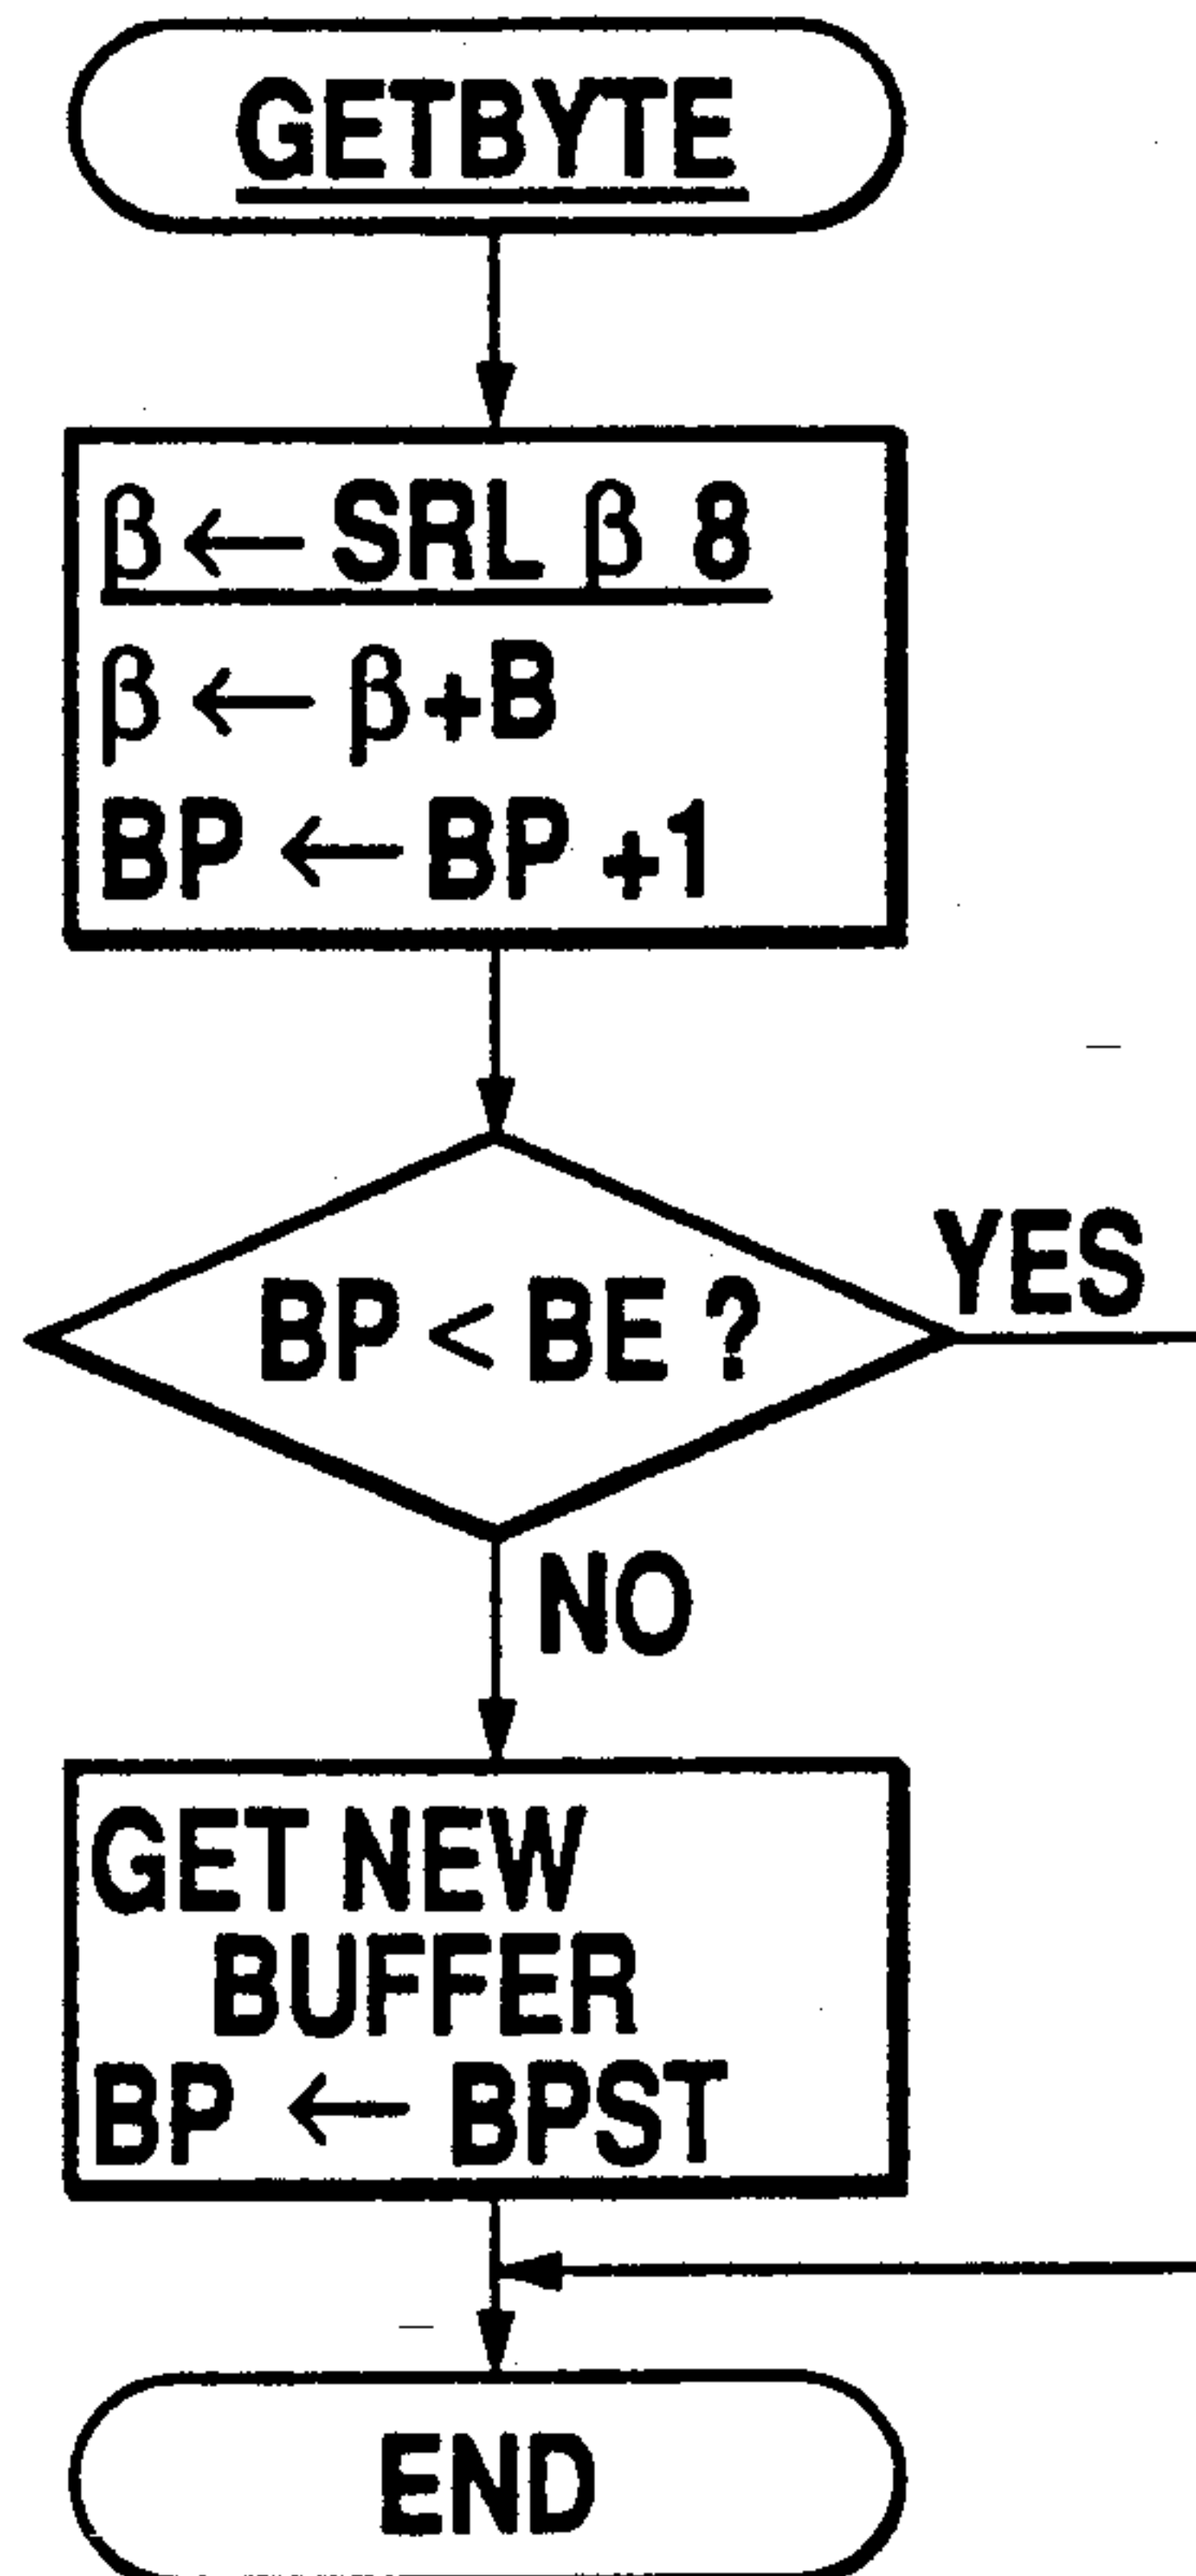 GETBYTE
β ← SRL β 8
β ← β+B
BP ← BP +1
BP < BE ?
YES
NO
GET NEW
BUFFER
BP ← BPST
END